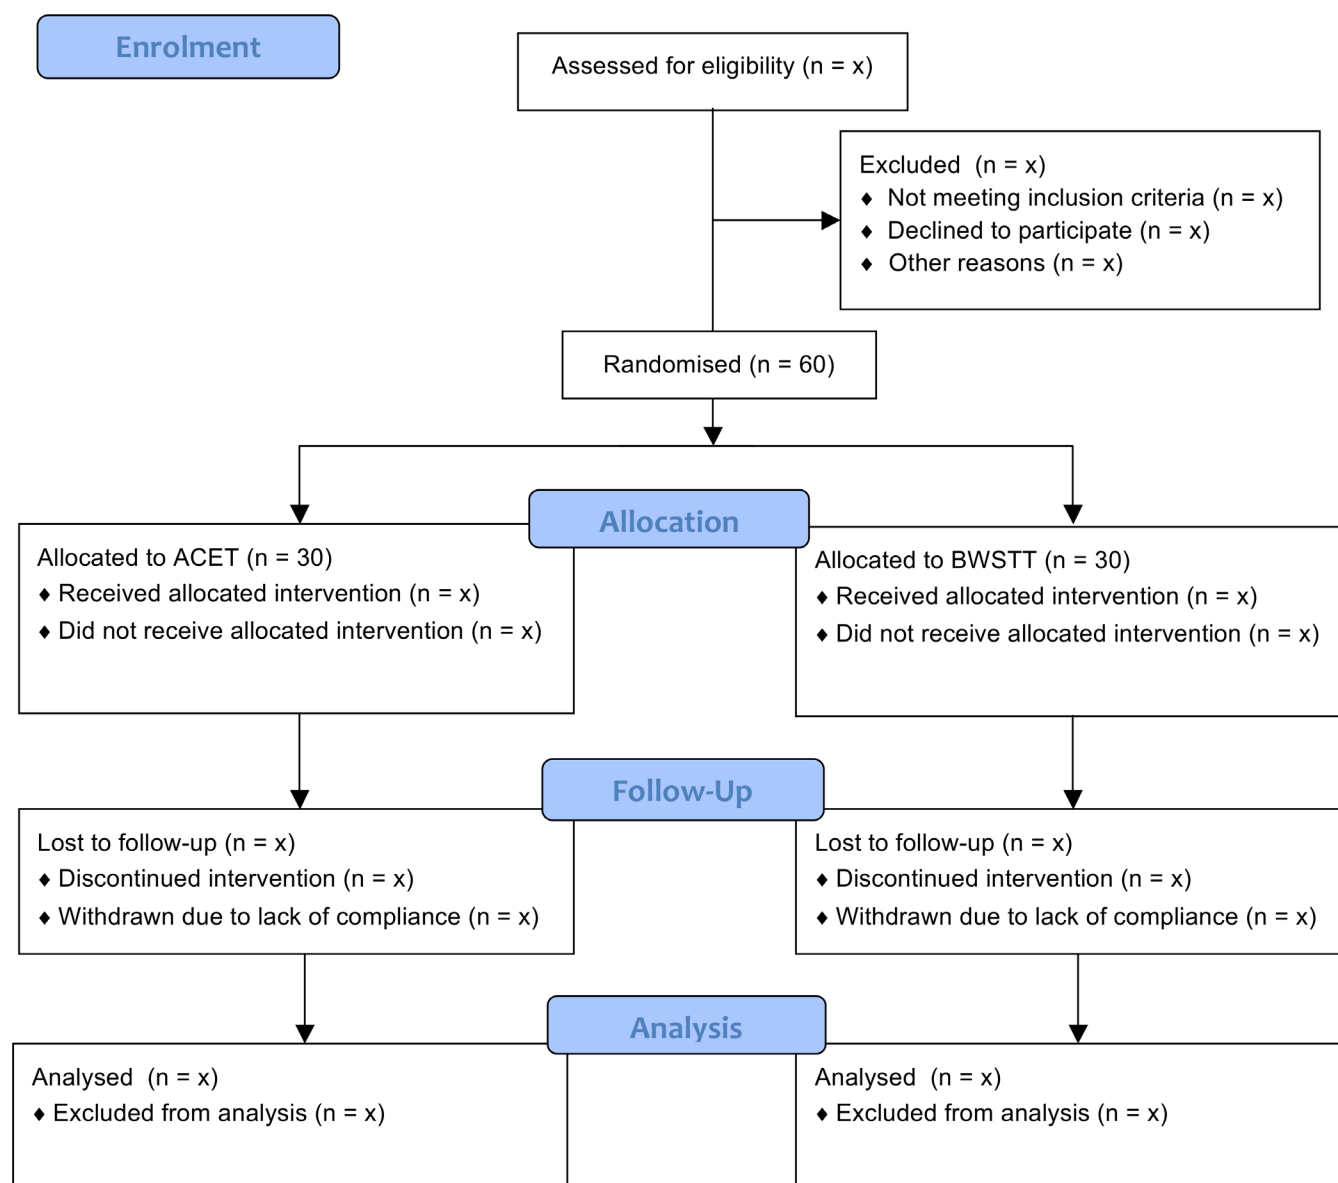 Enrolment
Assessed for eligibility (n = x)
Excluded  (n = x)
♦ Not meeting inclusion criteria (n = x)
♦ Declined to participate (n = x)
♦ Other reasons (n = x)
Randomised (n = 60)
Allocation
Allocated to ACET (n = 30)
♦ Received allocated intervention (n = x)
♦ Did not receive allocated intervention (n = x)
Allocated to BWSTT (n = 30)
♦ Received allocated intervention (n = x)
♦ Did not receive allocated intervention (n = x)
Follow-Up
Lost to follow-up (n = x)
♦ Discontinued intervention (n = x)
♦ Withdrawn due to lack of compliance (n = x)
Lost to follow-up (n = x)
♦ Discontinued intervention (n = x)
♦ Withdrawn due to lack of compliance (n = x)
Analysis
Analysed  (n = x)
♦ Excluded from analysis (n = x)
Analysed  (n = x)
♦ Excluded from analysis (n = x)